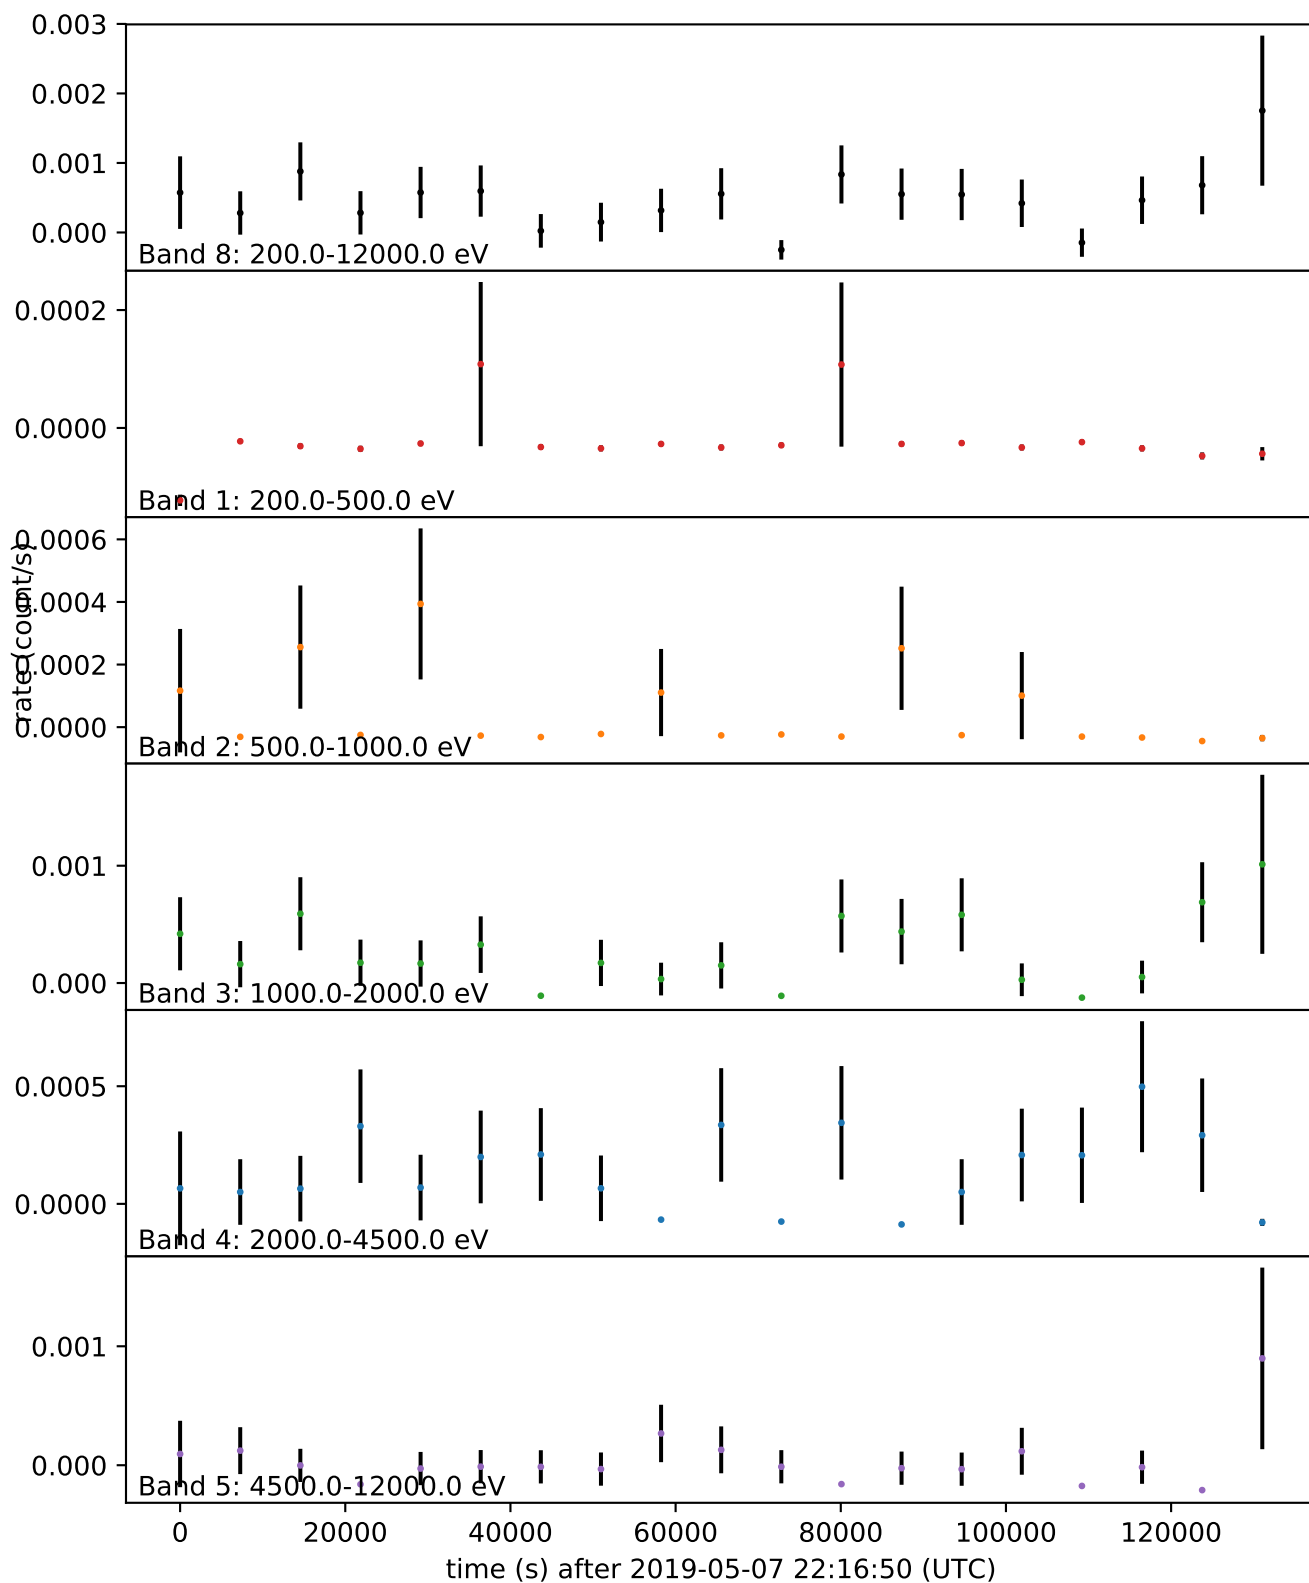 0.003
0.002
0.001
0.000
Band 8: 200.0-12000.0 eV
0.0002
0.0000
Band 1: 200.0-500.0 eV
rate (count/s)
0.0006
0.0004
0.0002
0.0000
Band 2: 500.0-1000.0 eV
0.001
0.000
Band 3: 1000.0-2000.0 eV
0.0005
0.0000
Band 4: 2000.0-4500.0 eV
0.001
0.000
Band 5: 4500.0-12000.0 eV
0 20000 40000 60000 80000 100000 120000
time (s) after 2019-05-07 22:16:50 (UTC)